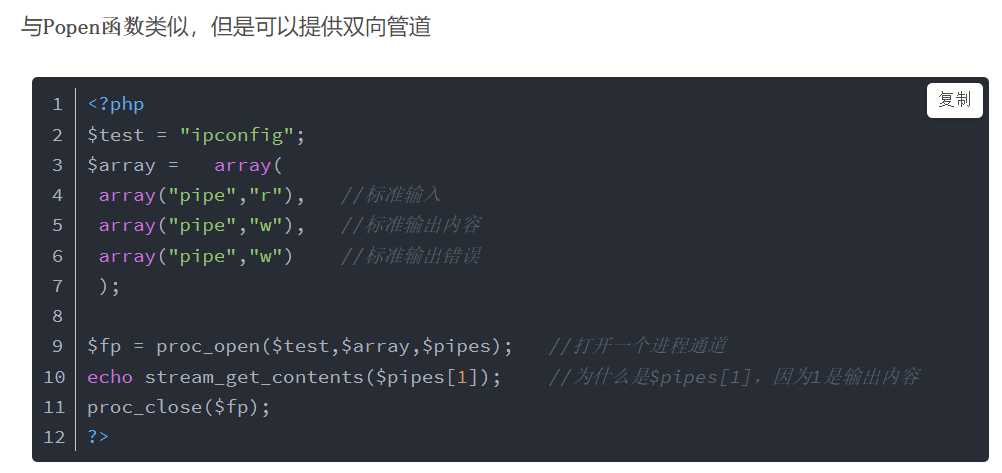 与Popen函数类似，但是可以提供双向管道
复制
1 <?php
2 $test = "ipconfig";
3 $array =   array(
4  array("pipe","r"),   //标准输入
5  array("pipe","w"),   //标准输出内容
6  array("pipe","w")    //标准输出错误
7  );
8
9 $fp = proc_open($test,$array,$pipes);   //打开一个进程通道
10 echo stream_get_contents($pipes[1]);    //为什么是$pipes[1]，因为1是输出内容
11 proc_close($fp);
12 ?>